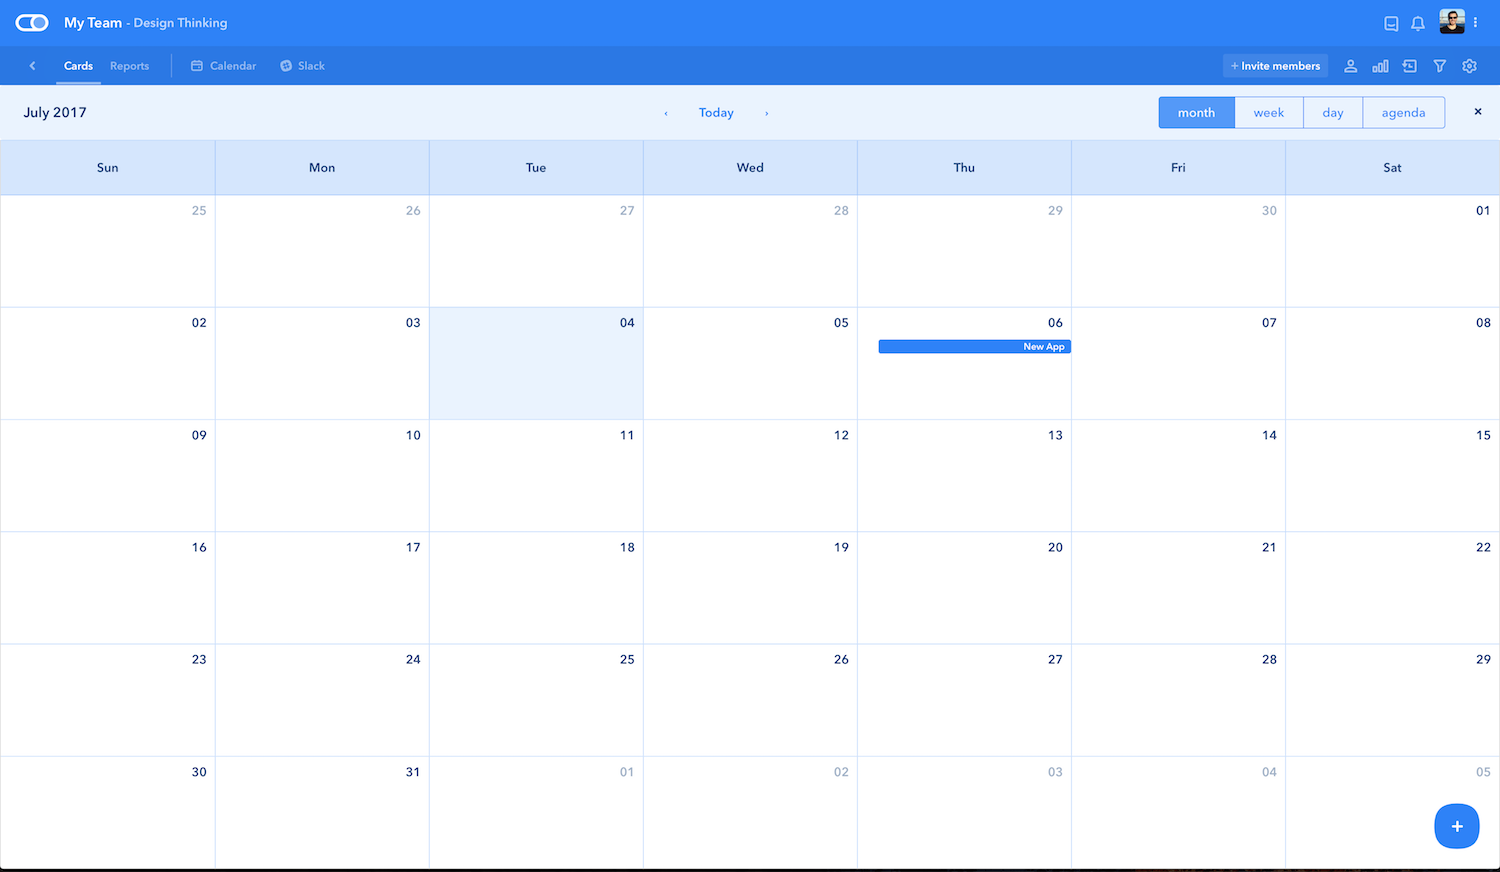 My Team - Design Thinking
Cards Reports Calendar Slack + Invite members
July 2017 ‹ Today › month week day agenda ×
Sun Mon Tue Wed Thu Fri Sat
25 26 27 28 29 30 01
02 03 04 05 06 07 08
New App
09 10 11 12 13 14 15
16 17 18 19 20 21 22
23 24 25 26 27 28 29
30 31 01 02 03 04 05
+